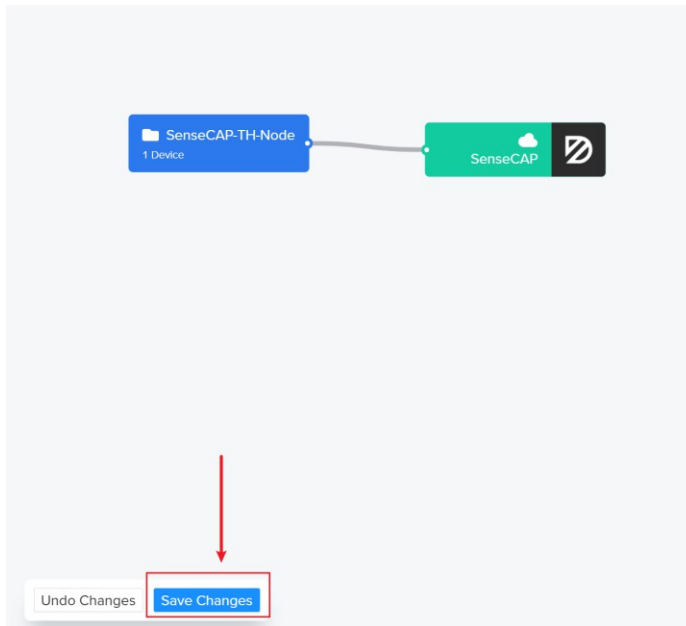 SenseCAP-TH-Node
1 Device
SenseCAP
Undo Changes
Save Changes